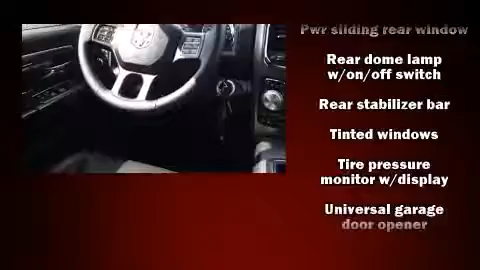 Pwr sliding rear window
Rear dome lamp
w/on/off switch
Rear stabilizer bar
Tinted windows
Tire pressure
monitor w/display
Universal garage
door opener